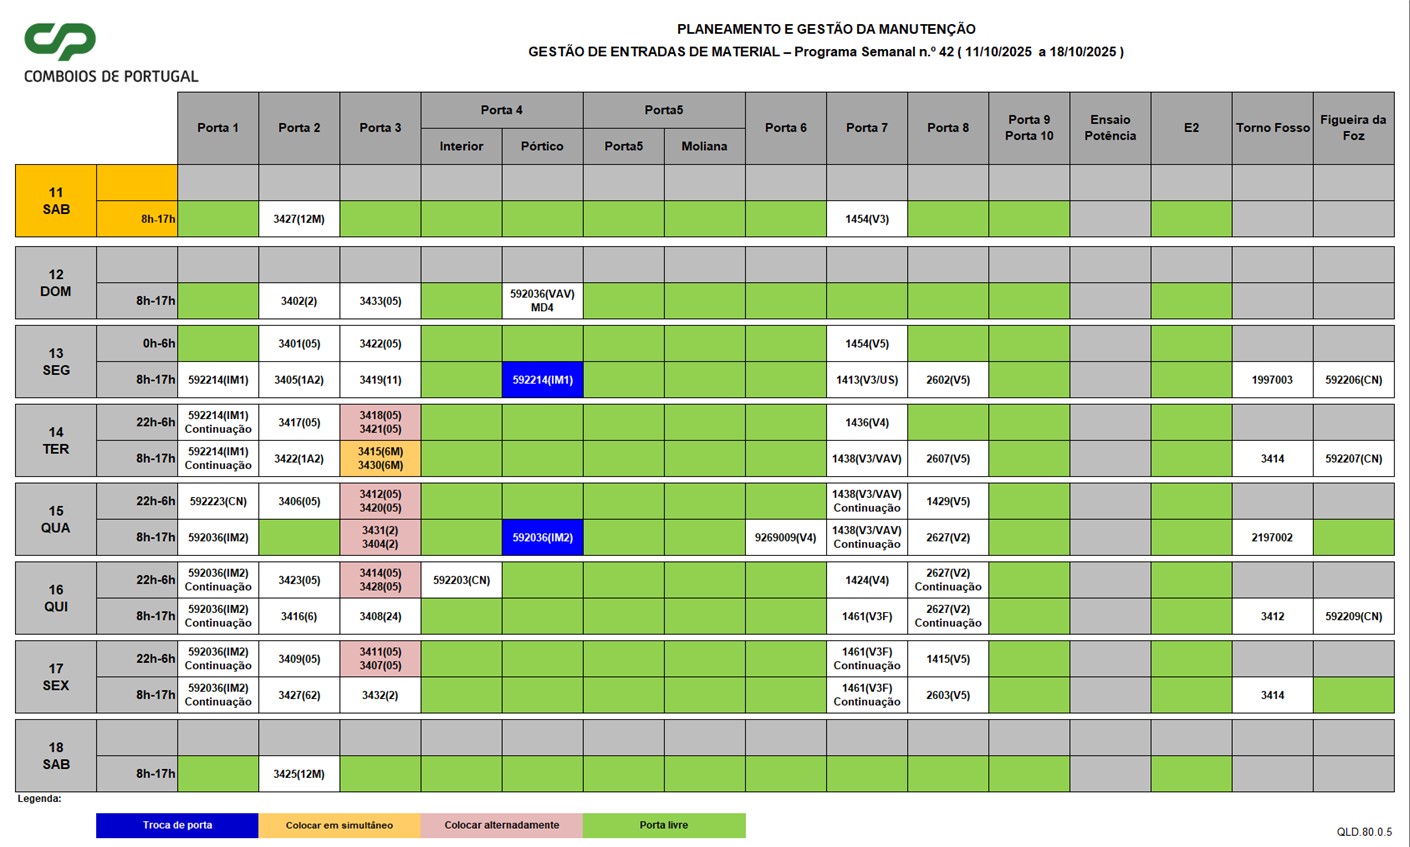 PLANEAMENTO E GESTÃO DA MANUTENÇÃO
GESTÃO DE ENTRADAS DE MATERIAL – Programa Semanal n.º 42 ( 11/10/2025 a 18/10/2025 )
CP
COMBOIOS DE PORTUGAL
Porta 1 Porta 2 Porta 3 Porta 4 Porta5 Porta 6 Porta 7 Porta 8 Porta 9 Porta 10 Ensaio Potência E2 Torno Fosso Figueira da Foz
Interior Pórtico Porta5 Moliana
11 SAB
8h-17h 3427(12M) 1454(V3)
12 DOM
8h-17h 3402(2) 3433(05) 592036(VAV) MD4
13 SEG
0h-6h 3401(05) 3422(05) 1454(V5)
8h-17h 592214(IM1) 3405(1A2) 3419(11) 592214(IM1) 1413(V3/US) 2602(V5) 1997003 592206(CN)
14 TER
22h-6h 592214(IM1) Continuação 3417(05) 3418(05) 3421(05) 1436(V4)
8h-17h 592214(IM1) Continuação 3422(1A2) 3415(6M) 3430(6M) 1438(V3/VAV) 2607(V5) 3414 592207(CN)
15 QUA
22h-6h 592223(CN) 3406(05) 3412(05) 3420(05) 1438(V3/VAV) Continuação 1429(V5)
8h-17h 592036(IM2) 3431(2) 3404(2) 592036(IM2) 9269009(V4) 1438(V3/VAV) Continuação 2627(V2) 2197002
16 QUI
22h-6h 592036(IM2) Continuação 3423(05) 3414(05) 3428(05) 592203(CN) 1424(V4) 2627(V2) Continuação
8h-17h 592036(IM2) Continuação 3416(6) 3408(24) 1461(V3F) 2627(V2) Continuação 3412 592209(CN)
17 SEX
22h-6h 592036(IM2) Continuação 3409(05) 3411(05) 3407(05) 1461(V3F) Continuação 1415(V5)
8h-17h 592036(IM2) Continuação 3427(62) 3432(2) 1461(V3F) Continuação 2603(V5) 3414
18 SAB
8h-17h 3425(12M)
Legenda:
Troca de porta Colocar em simultâneo Colocar alternadamente Porta livre
QLD.80.0.5